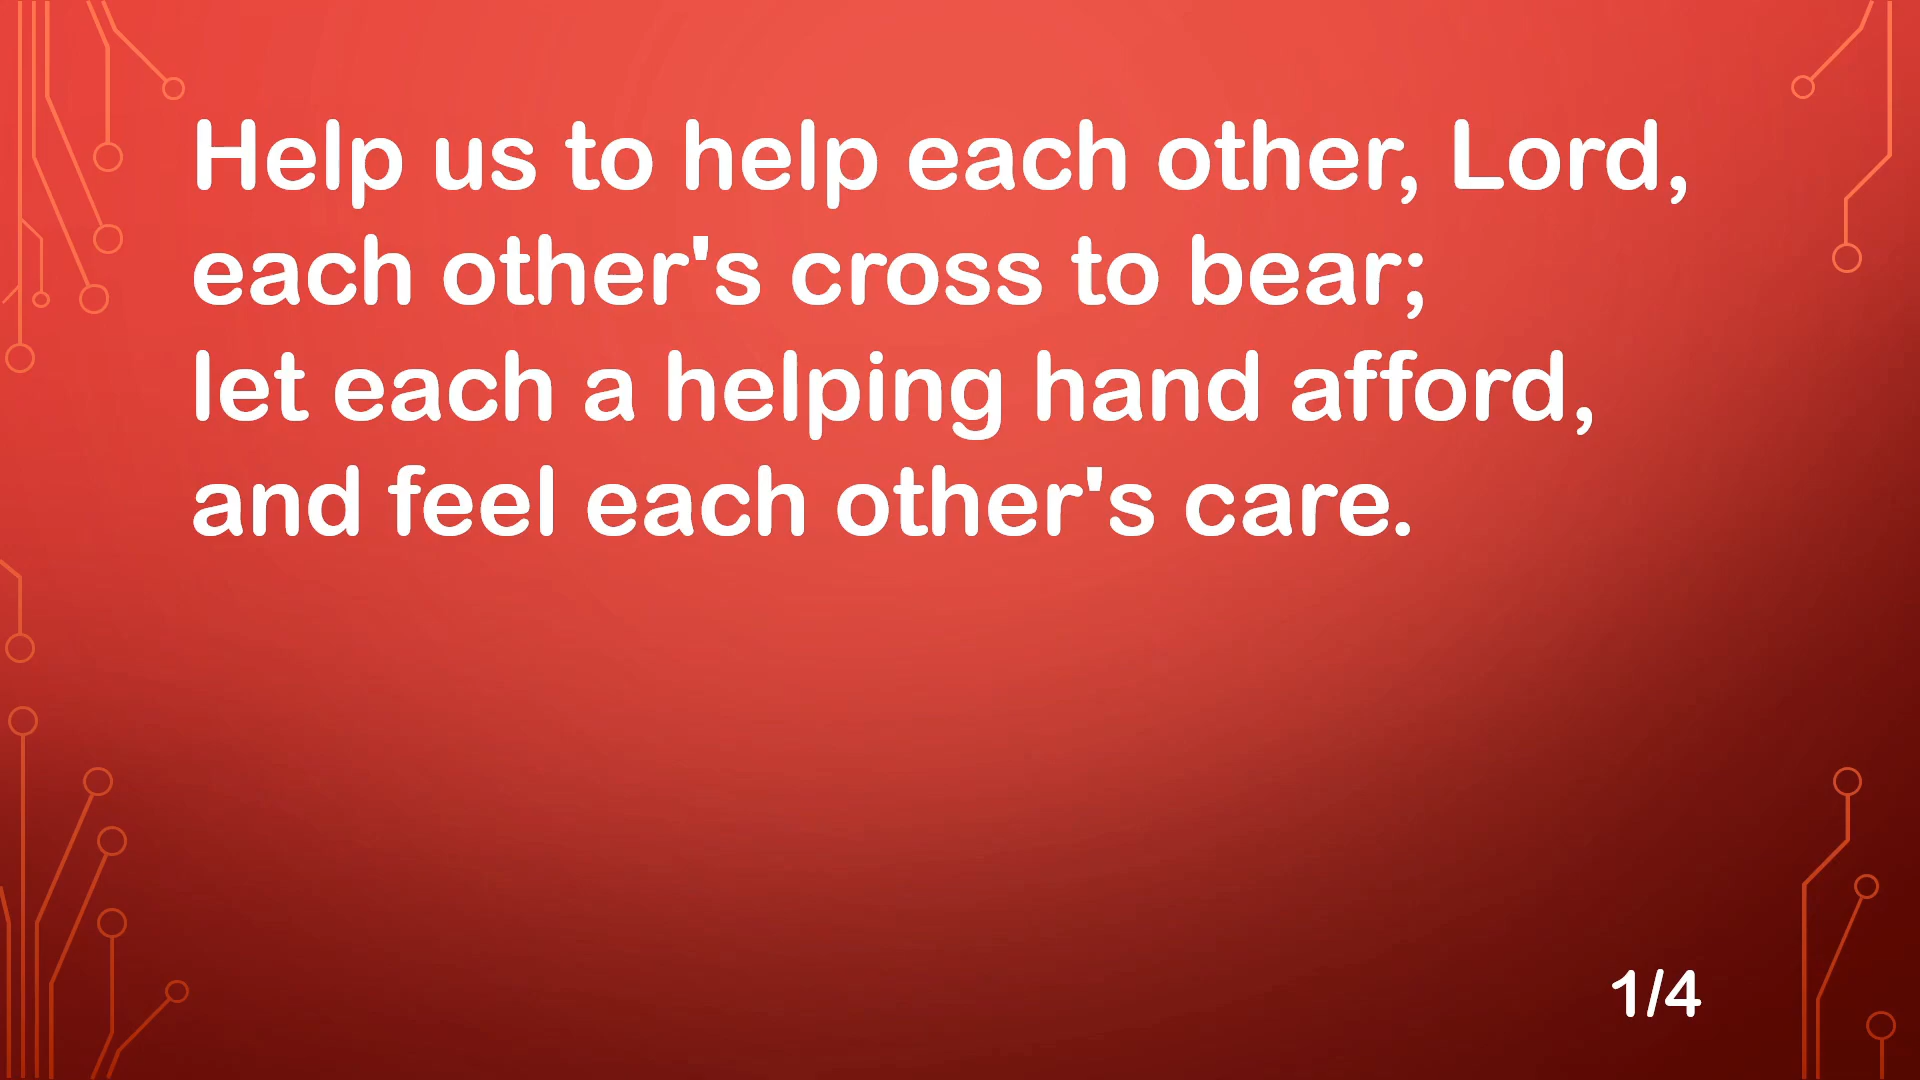 Help us to help each other, Lord,
each other's cross to bear;
let each a helping hand afford,
and feel each other's care.
1/4